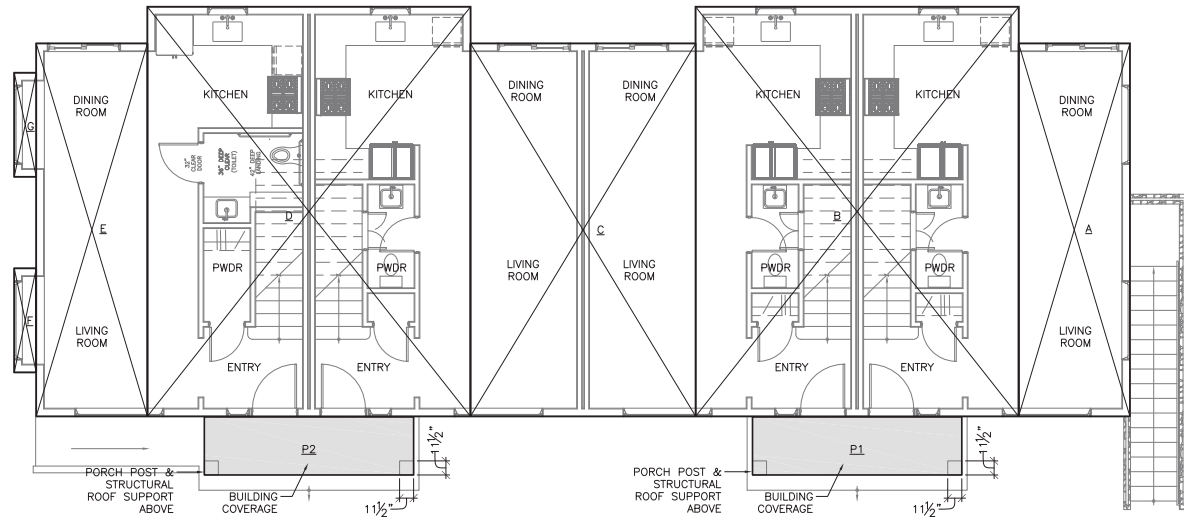 KITCHEN
KITCHEN
KITCHEN
KITCHEN
DINING
ROOM
DINING
ROOM
DINING
ROOM
DINING
ROOM
G
32"
CLEAR
DOOR
36" DEEP
CLEAR
(TOILET)
42" DEEP
LANDING
E
D
C
B
A
PWDR
PWDR
PWDR
PWDR
LIVING
ROOM
LIVING
ROOM
F
LIVING
ROOM
LIVING
ROOM
ENTRY
ENTRY
ENTRY
ENTRY
P2
P1
11½"
11½"
PORCH POST &
STRUCTURAL
ROOF SUPPORT
ABOVE
BUILDING
COVERAGE
11½"
PORCH POST &
STRUCTURAL
ROOF SUPPORT
ABOVE
BUILDING
COVERAGE
11½"